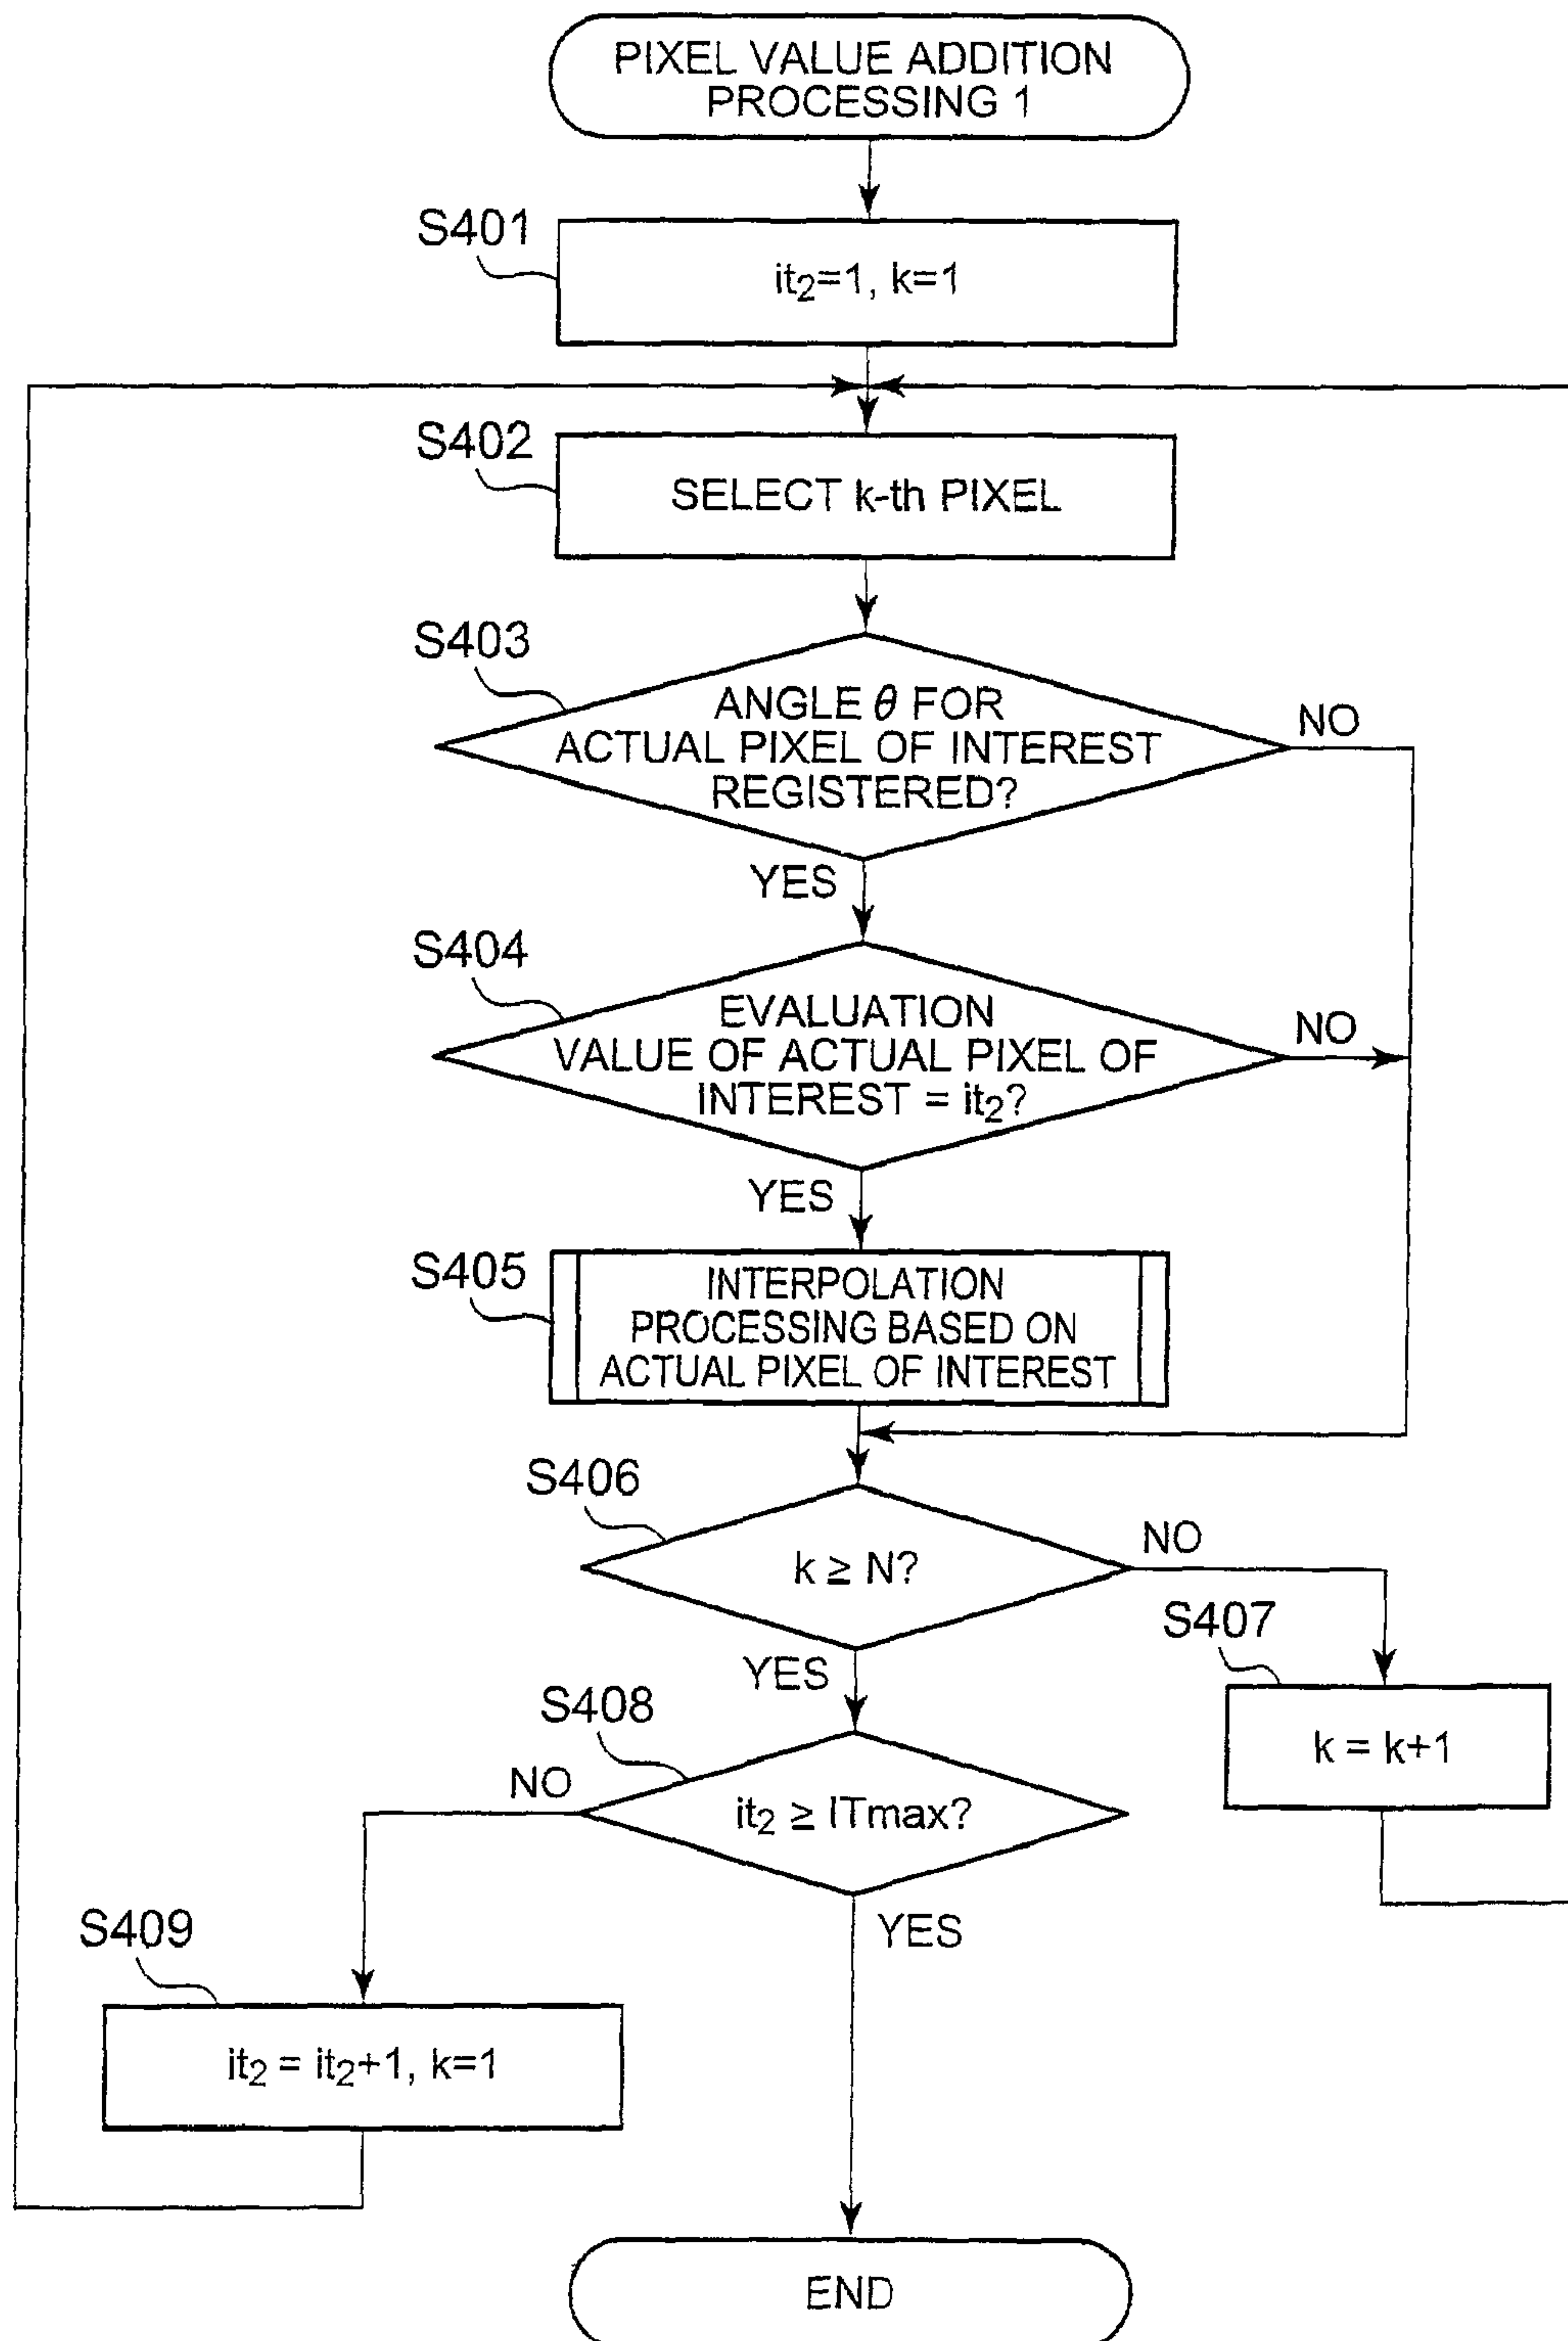 PIXEL VALUE ADDITION
PROCESSING 1
S401
it₂=1, k=1
S402
SELECT k-th PIXEL
S403
ANGLE θ FOR
ACTUAL PIXEL OF INTEREST
REGISTERED?
NO
YES
S404
EVALUATION
VALUE OF ACTUAL PIXEL OF
INTEREST = it₂?
NO
YES
S405
INTERPOLATION
PROCESSING BASED ON
ACTUAL PIXEL OF INTEREST
S406
k ≥ N?
NO
YES
S407
k = k+1
S408
it₂ ≥ ITmax?
NO
YES
S409
it₂ = it₂+1, k=1
END